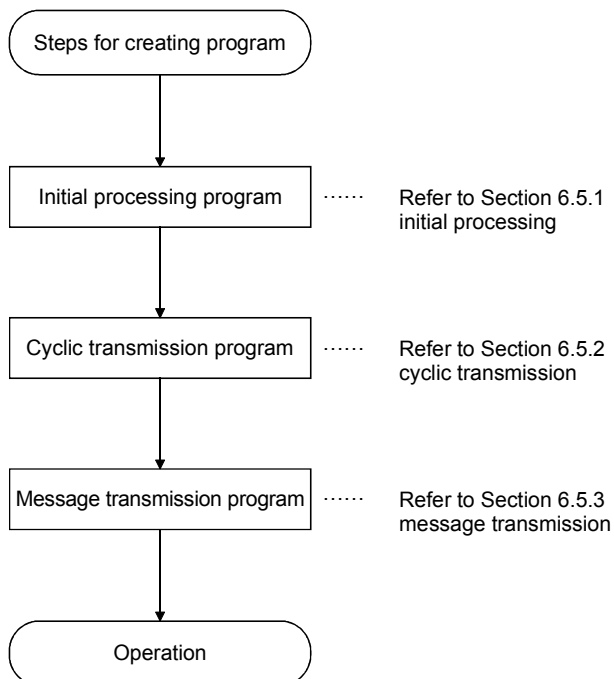 Steps for creating program
Initial processing program
...... Refer to Section 6.5.1
initial processing
Cyclic transmission program
...... Refer to Section 6.5.2
cyclic transmission
Message transmission program
...... Refer to Section 6.5.3
message transmission
Operation